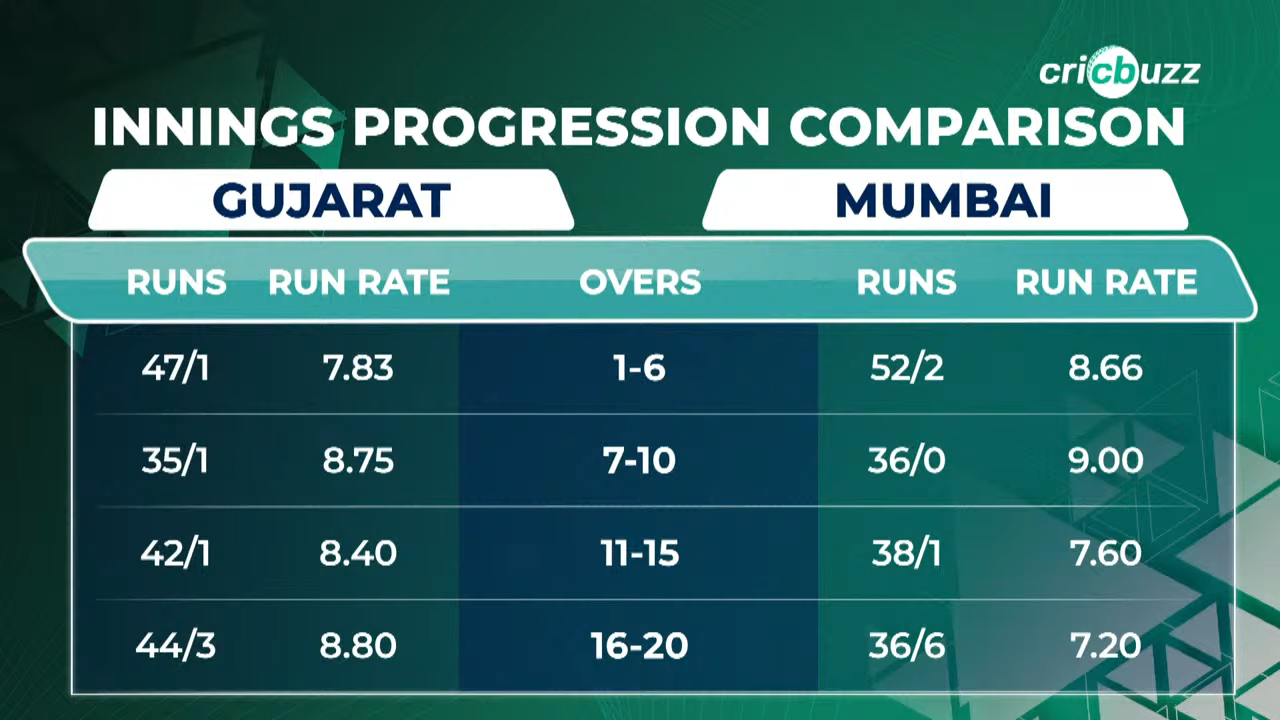 cricbuzz
INNINGS PROGRESSION COMPARISON
GUJARAT MUMBAI
RUNS RUN RATE OVERS RUNS RUN RATE
47/1 7.83 1-6 52/2 8.66
35/1 8.75 7-10 36/0 9.00
42/1 8.40 11-15 38/1 7.60
44/3 8.80 16-20 36/6 7.20